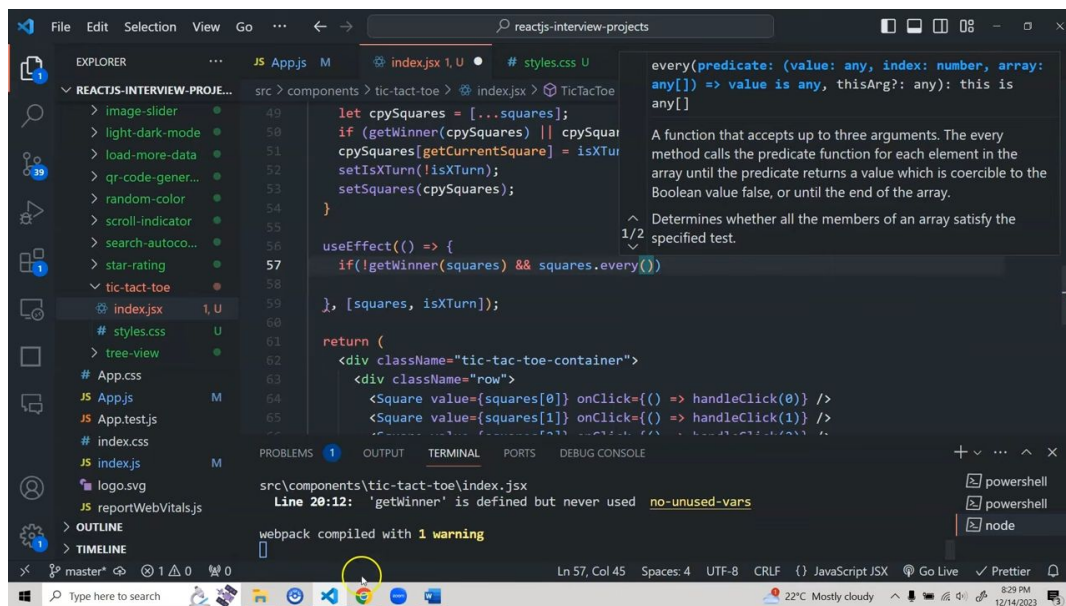 File Edit Selection View Go ··· reactjs-interview-projects
EXPLORER ···
REACTJS-INTERVIEW-PROJE...
image-slider
light-dark-mode
load-more-data
qr-code-gener...
random-color
scroll-indicator
search-autoco...
star-rating
tic-tact-toe
index.jsx 1, U
styles.css U
tree-view
App.css
App.js M
App.test.js
index.css
index.js M
logo.svg
reportWebVitals.js
OUTLINE
TIMELINE
JS App.js M index.jsx 1, U # styles.css U
src > components > tic-tact-toe > index.jsx > TicTacToe
49 let cpySquares = [...squares];
50 if (getWinner(cpySquares) || cpySquar
51 cpySquares[getCurrentSquare] = isXTur
52 setIsXTurn(!isXTurn);
53 setSquares(cpySquares);
54 }
55
56 useEffect(() => {
57 if(!getWinner(squares) && squares.every())
58
59 }, [squares, isXTurn]);
60
61 return (
62 <div className="tic-tac-toe-container">
63 <div className="row">
64 <Square value={squares[0]} onClick={() => handleClick(0)} />
65 <Square value={squares[1]} onClick={() => handleClick(1)} />
every(predicate: (value: any, index: number, array:
any[]) => value is any, thisArg?: any): this is
any[]
A function that accepts up to three arguments. The every
method calls the predicate function for each element in the
array until the predicate returns a value which is coercible to the
Boolean value false, or until the end of the array.
1/2
Determines whether all the members of an array satisfy the
specified test.
PROBLEMS 1 OUTPUT TERMINAL PORTS DEBUG CONSOLE
src\components\tic-tact-toe\index.jsx
Line 20:12: 'getWinner' is defined but never used no-unused-vars
webpack compiled with 1 warning
powershell
powershell
node
1
39
1
1
master* 1 0 0 Ln 57, Col 45 Spaces: 4 UTF-8 CRLF {} JavaScript JSX Go Live Prettier
Type here to search 22°C Mostly cloudy 8:29 PM
12/14/2023 3